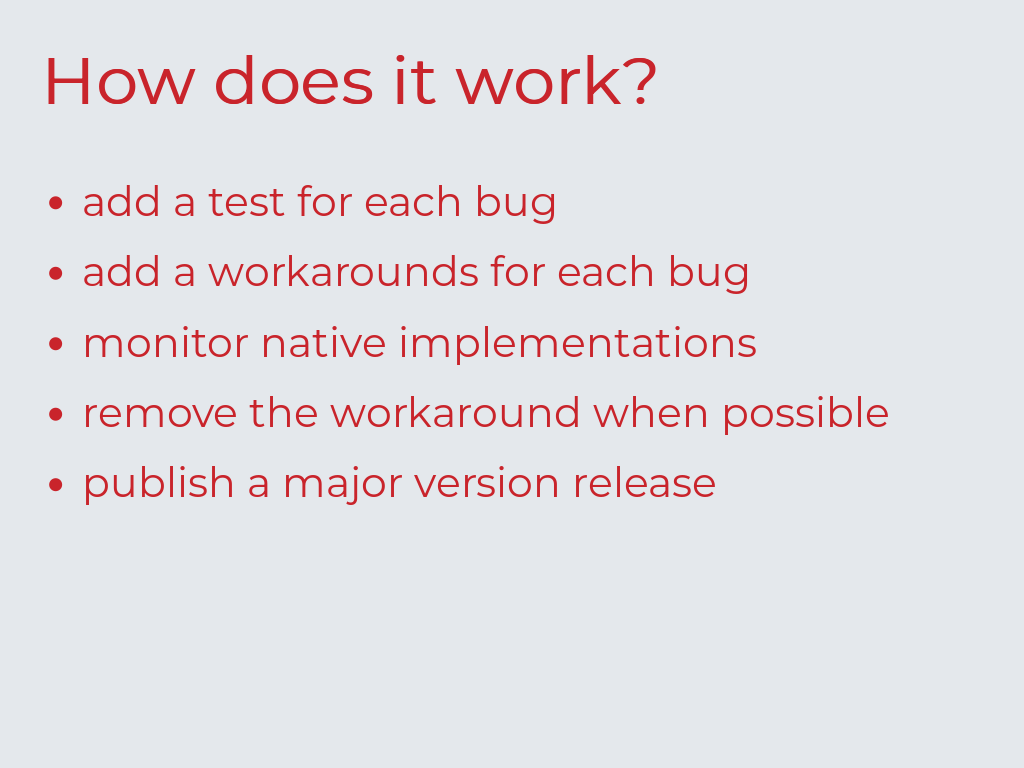 How does it work?
• add a test for each bug
• add a workarounds for each bug
• monitor native implementations
• remove the workaround when possible
• publish a major version release